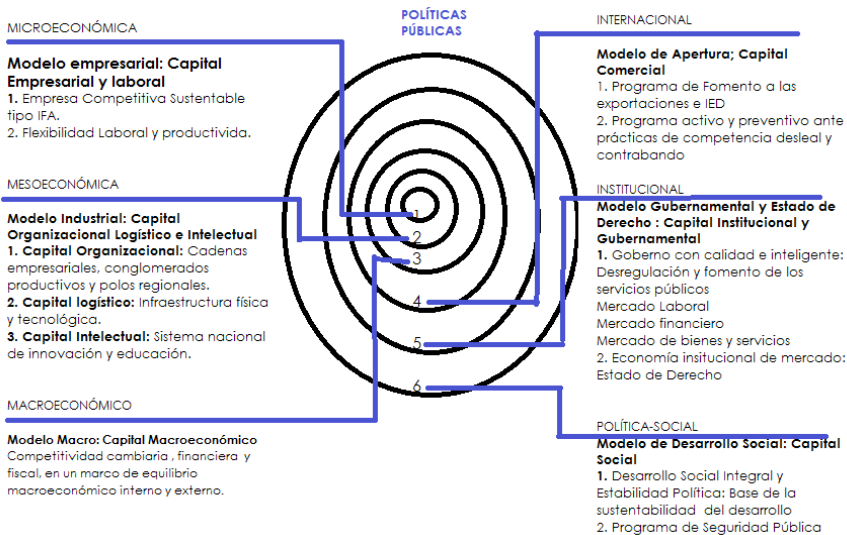 POLÍTICAS
PÚBLICAS
MICROECONÓMICA
Modelo empresarial: Capital
Empresarial y laboral
1. Empresa Competitiva Sustentable
tipo IFA.
2. Flexibilidad Laboral y productivida.
MESOECONÓMICA
Modelo Industrial: Capital
Organizacional Logístico e Intelectual
1. Capital Organizacional: Cadenas
empresariales, conglomerados
productivos y polos regionales.
2. Capital logístico: Infraestructura física
y tecnológica.
3. Capital Intelectual: Sistema nacional
de innovación y educación.
MACROECONÓMICO
Modelo Macro: Capital Macroeconómico
Competitividad cambiaria , financiera y
fiscal, en un marco de equilibrio
macroeconómico interno y externo.
1
2
3
4
5
6
INTERNACIONAL
Modelo de Apertura; Capital
Comercial
1. Programa de Fomento a las
exportaciones e IED
2. Programa activo y preventivo ante
prácticas de competencia desleal y
contrabando
INSTITUCIONAL
Modelo Gubernamental y Estado de
Derecho : Capital Institucional y
Gubernamental
1. Goberno con calidad e inteligente:
Desregulación y fomento de los
servicios públicos
Mercado Laboral
Mercado financiero
Mercado de bienes y servicios
2. Economía insitucional de mercado:
Estado de Derecho
POLÍTICA-SOCIAL
Modelo de Desarrollo Social: Capital
Social
1. Desarrollo Social Integral y
Estabilidad Política: Base de la
sustentabilidad del desarrollo
2. Programa de Seguridad Pública